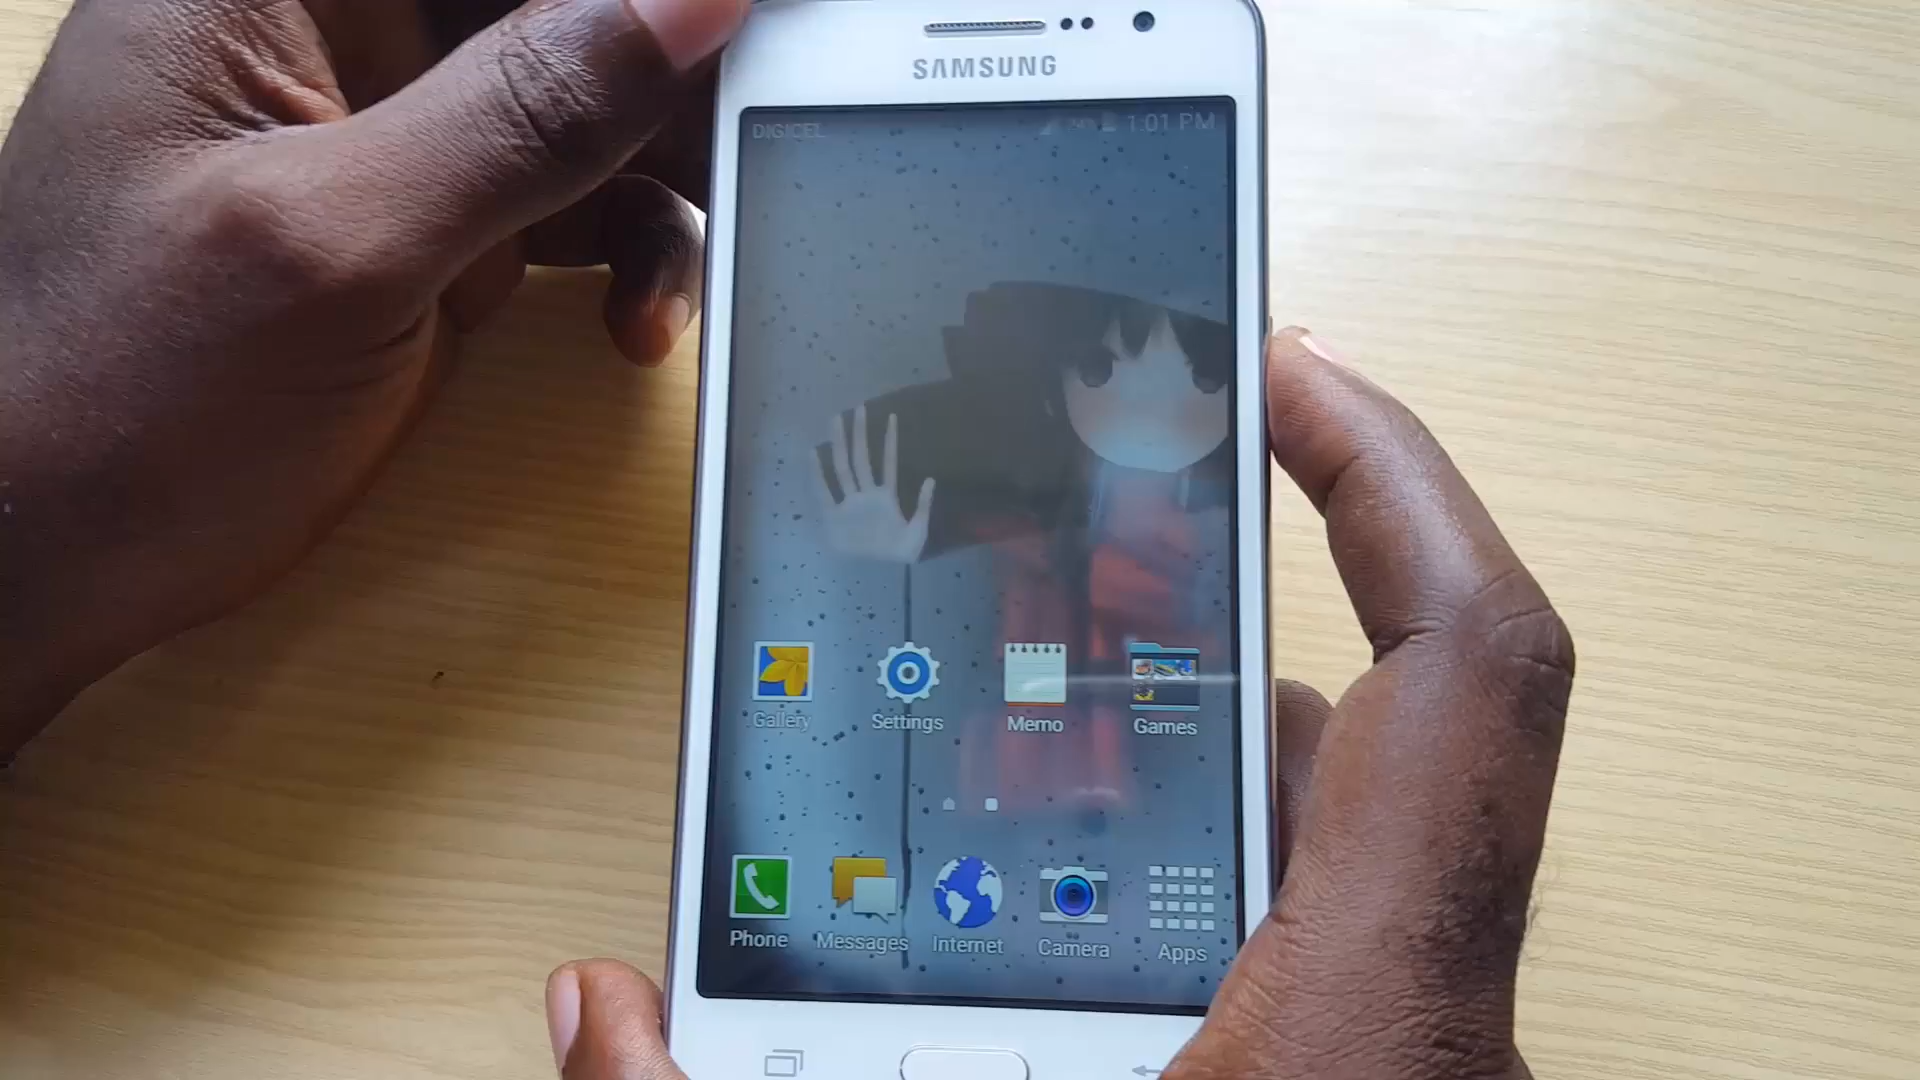 SAMSUNG
DIGICEL 1:01 PM
Gallery Settings Memo Games
Phone Messages Internet Camera Apps